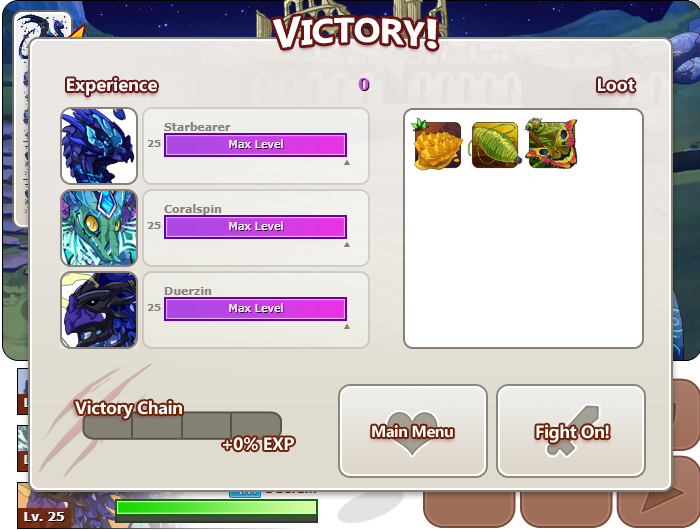 VICTORY!
Experience
0
Loot
Starbearer
25
Max Level
Coralspin
25
Max Level
Duerzin
25
Max Level
Victory Chain
+0% EXP
Main Menu
Fight On!
Lv. 25